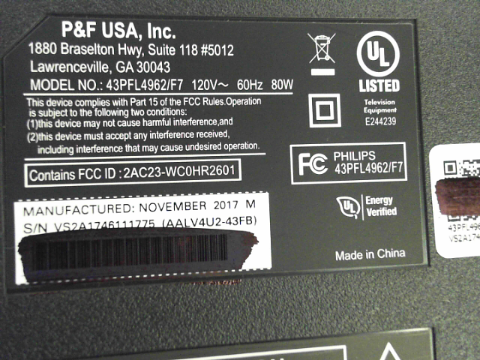 P&F USA, Inc.
1880 Braselton Hwy, Suite 118 #5012
Lawrenceville, GA 30043
MODEL NO.: 43PFL4962/F7 120V～ 60Hz 80W
This device complies with Part 15 of the FCC Rules.Operation
is subject to the following two conditions:
(1)this device may not cause harmful interference,and
(2)this device must accept any interference received,
including interference that may cause undesired operation.
Contains FCC ID : 2AC23-WC0HR2601
MANUFACTURED: NOVEMBER 2017 M
S/N VS2A1746111775 (AALV4U2-43FB)
UL
LISTED
Television
Equipment
E244239
FC PHILIPS
43PFL4962/F7
UL Energy
Verified
Made in China
43PFL496
VS2A174